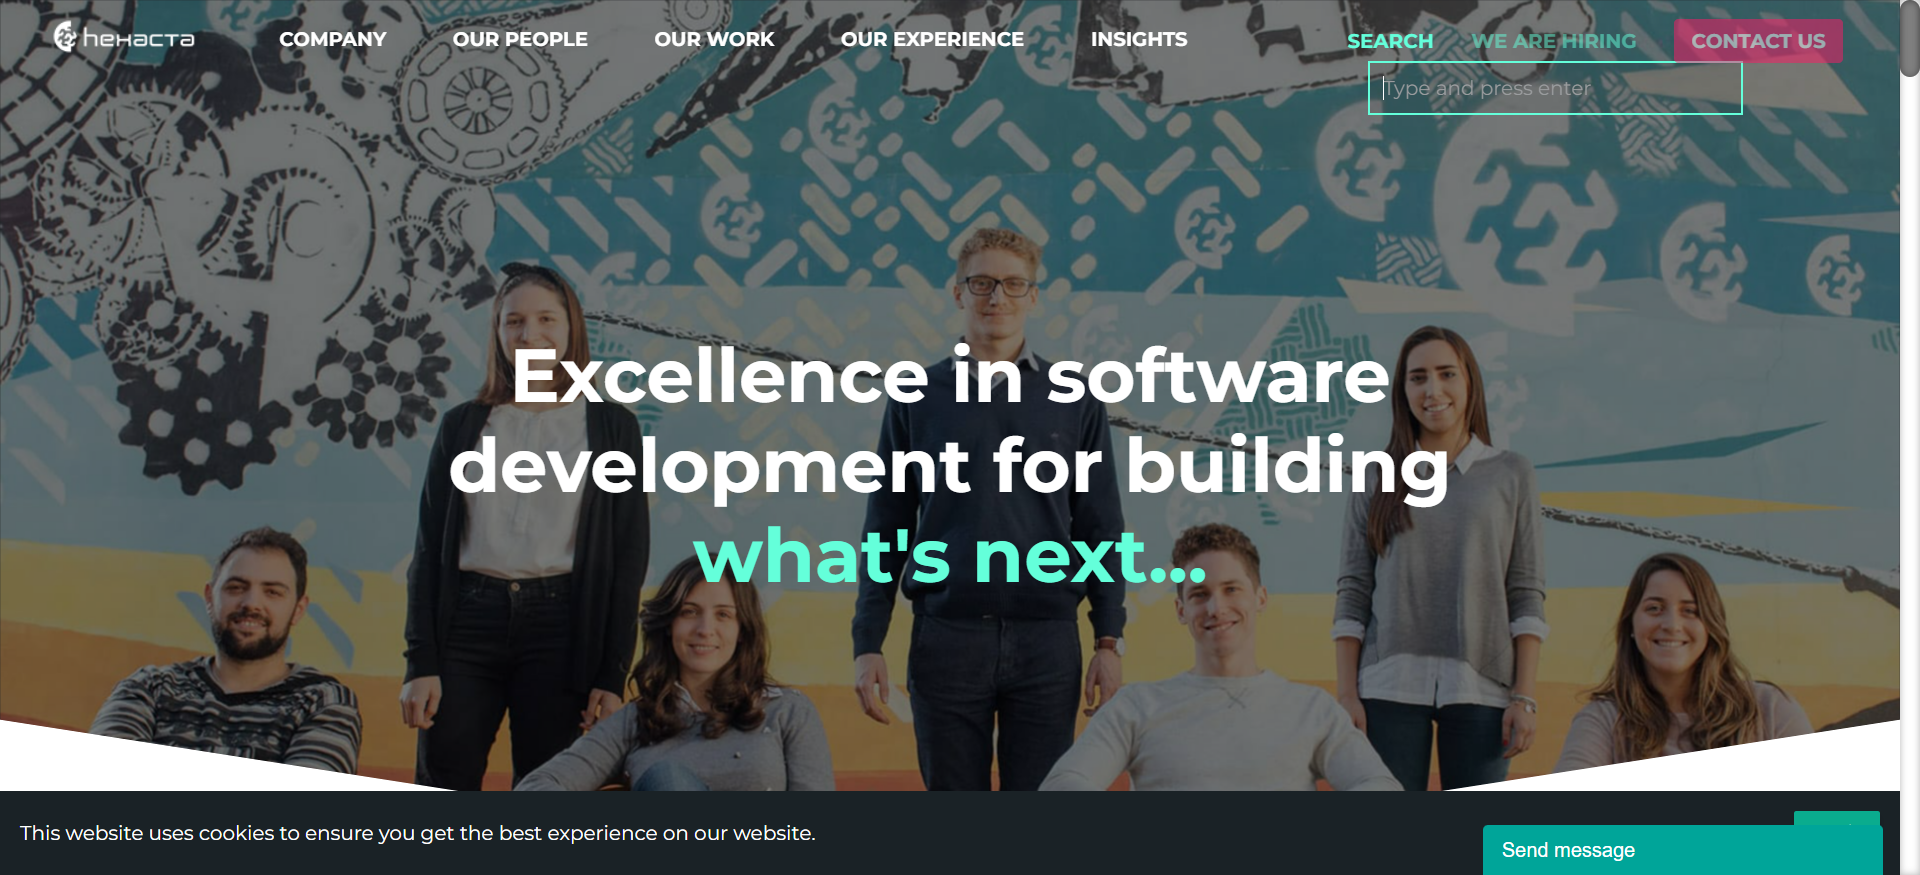 hexacta
COMPANY
OUR PEOPLE
OUR WORK
OUR EXPERIENCE
INSIGHTS
SEARCH
WE ARE HIRING
CONTACT US
Type and press enter
Excellence in software
development for building
what's next...
This website uses cookies to ensure you get the best experience on our website.
Send message